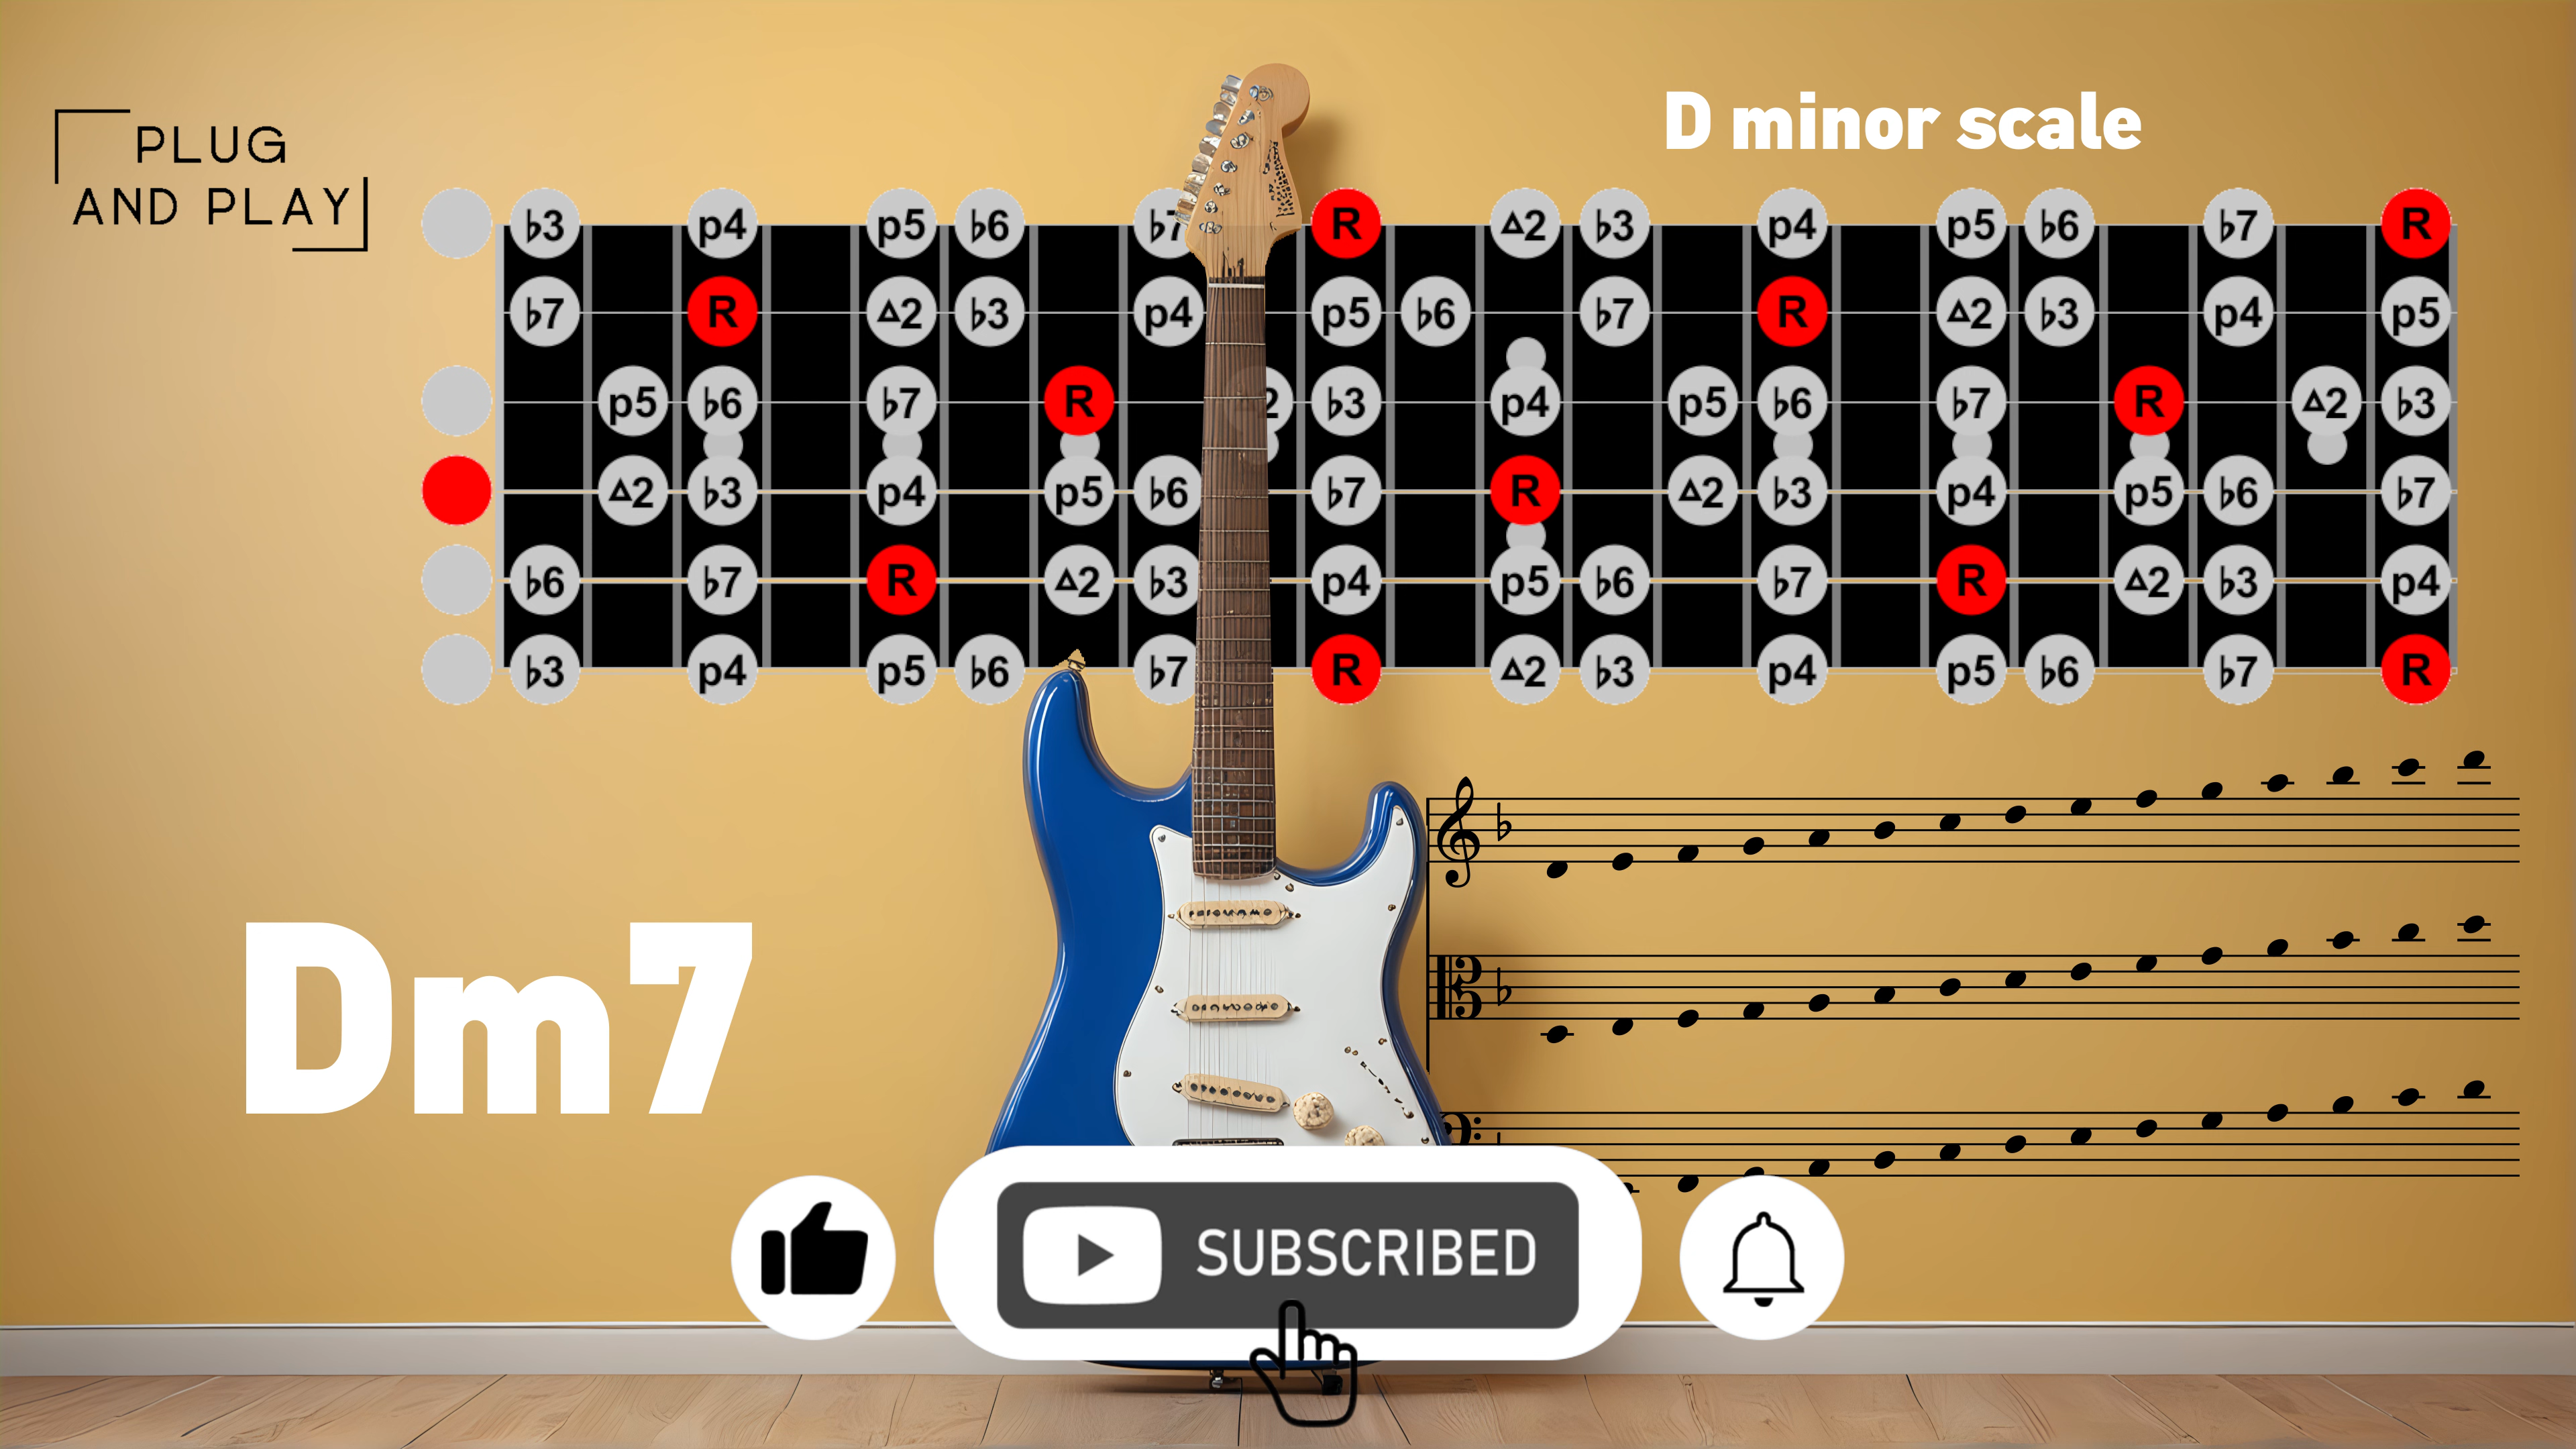 PLUG
AND PLAY
D minor scale
♭3 p4 p5 ♭6 ♭7 R Δ2 ♭3 p4 p5 ♭6 ♭7 R
♭7 R Δ2 ♭3 p4 p5 ♭6 ♭7 R Δ2 ♭3 p4 p5
p5 ♭6 ♭7 R 2 ♭3 p4 p5 ♭6 ♭7 R Δ2 ♭3
Δ2 ♭3 p4 p5 ♭6 ♭7 R Δ2 ♭3 p4 p5 ♭6 ♭7
♭6 ♭7 R Δ2 ♭3 p4 p5 ♭6 ♭7 R Δ2 ♭3 p4
♭3 p4 p5 ♭6 ♭7 R Δ2 ♭3 p4 p5 ♭6 ♭7 R
Dm7
SUBSCRIBED